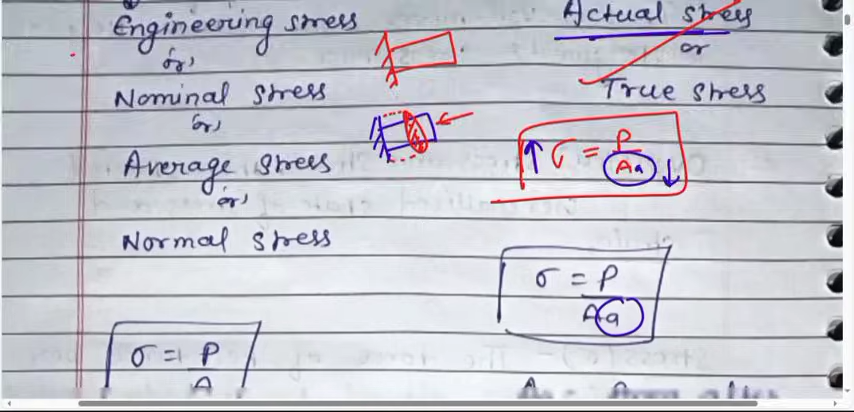 Engineering stress
or,
Nominal stress
or,
Average stress
or,
Normal stress
σ = P
A
Actual stress
or
True stress
↑ σ = P
Aa ↓
σ = P
Aa